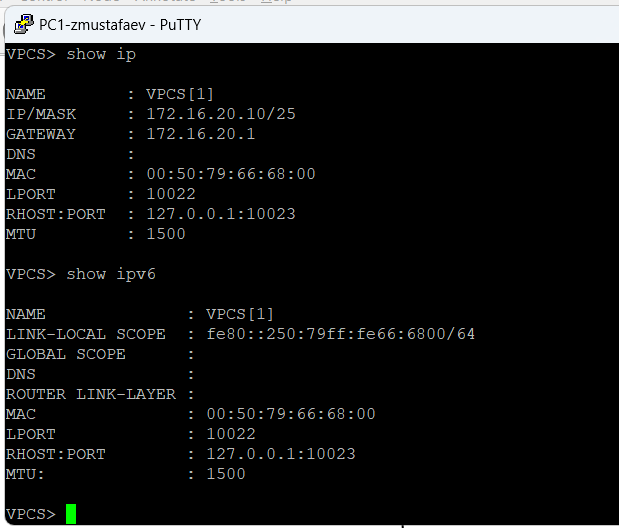 PC1-zmustafaev - PuTTY
VPCS> show ip
NAME : VPCS[1]
IP/MASK : 172.16.20.10/25
GATEWAY : 172.16.20.1
DNS :
MAC : 00:50:79:66:68:00
LPORT : 10022
RHOST:PORT : 127.0.0.1:10023
MTU : 1500
VPCS> show ipv6
NAME : VPCS[1]
LINK-LOCAL SCOPE : fe80::250:79ff:fe66:6800/64
GLOBAL SCOPE :
DNS :
ROUTER LINK-LAYER :
MAC : 00:50:79:66:68:00
LPORT : 10022
RHOST:PORT : 127.0.0.1:10023
MTU: : 1500
VPCS>